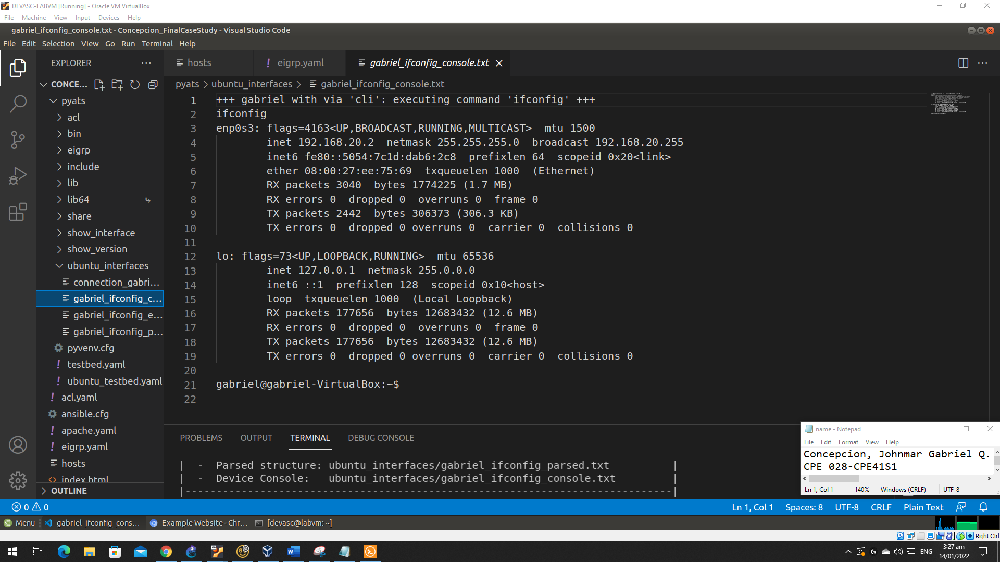 DEVASC-LABVM [Running] - Oracle VM VirtualBox
File Machine View Input Devices Help
gabriel_ifconfig_console.txt - Concepcion_FinalCaseStudy - Visual Studio Code
File Edit Selection View Go Run Terminal Help
EXPLORER
CONCE...
pyats
acl
bin
eigrp
include
lib
lib64
share
show_interface
show_version
ubuntu_interfaces
connection_gabri...
gabriel_ifconfig_c...
gabriel_ifconfig_e...
gabriel_ifconfig_p...
pyvenv.cfg
testbed.yaml
ubuntu_testbed.yaml
acl.yaml
ansible.cfg
apache.yaml
eigrp.yaml
hosts
index.html
OUTLINE
hosts
eigrp.yaml
gabriel_ifconfig_console.txt
pyats > ubuntu_interfaces > gabriel_ifconfig_console.txt
1 +++ gabriel with via 'cli': executing command 'ifconfig' +++
2 ifconfig
3 enp0s3: flags=4163<UP,BROADCAST,RUNNING,MULTICAST>  mtu 1500
4         inet 192.168.20.2  netmask 255.255.255.0  broadcast 192.168.20.255
5         inet6 fe80::5054:7c1d:dab6:2c8  prefixlen 64  scopeid 0x20<link>
6         ether 08:00:27:ee:75:69  txqueuelen 1000  (Ethernet)
7         RX packets 3040  bytes 1774225 (1.7 MB)
8         RX errors 0  dropped 0  overruns 0  frame 0
9         TX packets 2442  bytes 306373 (306.3 KB)
10         TX errors 0  dropped 0 overruns 0  carrier 0  collisions 0
11
12 lo: flags=73<UP,LOOPBACK,RUNNING>  mtu 65536
13         inet 127.0.0.1  netmask 255.0.0.0
14         inet6 ::1  prefixlen 128  scopeid 0x10<host>
15         loop  txqueuelen 1000  (Local Loopback)
16         RX packets 177656  bytes 12683432 (12.6 MB)
17         RX errors 0  dropped 0  overruns 0  frame 0
18         TX packets 177656  bytes 12683432 (12.6 MB)
19         TX errors 0  dropped 0 overruns 0  carrier 0  collisions 0
20
21 gabriel@gabriel-VirtualBox:~$
22
PROBLEMS OUTPUT TERMINAL DEBUG CONSOLE
|  -  Parsed structure: ubuntu_interfaces/gabriel_ifconfig_parsed.txt          |
|  -  Device Console:   ubuntu_interfaces/gabriel_ifconfig_console.txt         |
|------------------------------------------------------------------------------|
name - Notepad
File Edit Format View Help
Concepcion, Johnmar Gabriel Q.
CPE 028-CPE41S1
Ln 1, Col 1 140% Windows (CRLF) UTF-8
0 0 Ln 1, Col 1 Spaces: 8 UTF-8 CRLF Plain Text
Menu gabriel_ifconfig_cons... Example Website - Chr... [devasc@labvm: ~]
Right Ctrl
ENG 3:27 am
14/01/2022